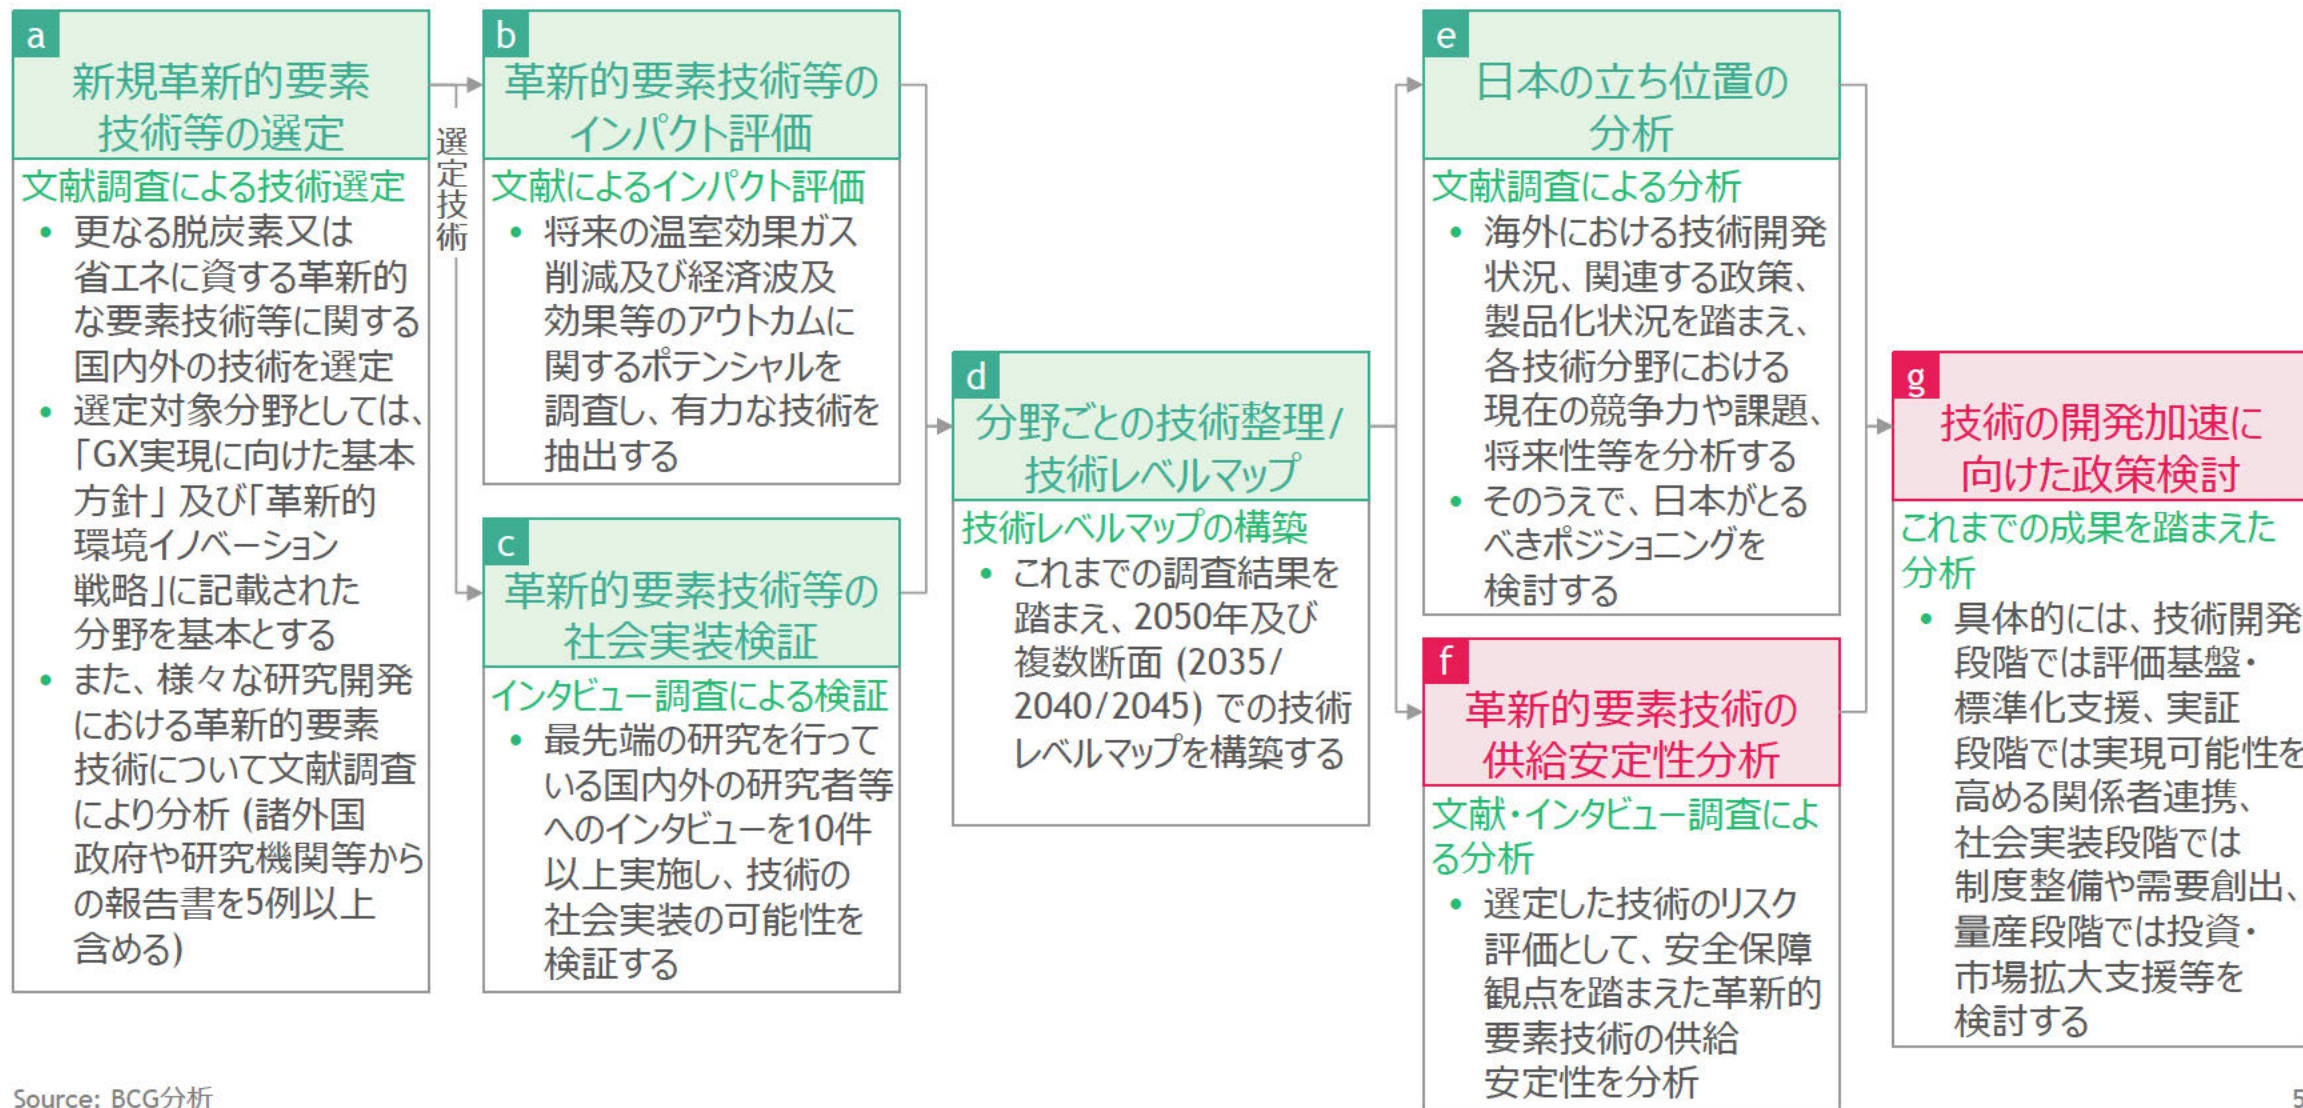 a
新規革新的要素
技術等の選定
文献調査による技術選定
• 更なる脱炭素又は
省エネに資する革新的
な要素技術等に関する
国内外の技術を選定
• 選定対象分野としては、
「GX実現に向けた基本
方針」 及び「革新的
環境イノベーション
戦略」に記載された
分野を基本とする
• また、様々な研究開発
における革新的要素
技術について文献調査
により分析 (諸外国
政府や研究機関等から
の報告書を5例以上
含める)
選定技術
b
革新的要素技術等の
インパクト評価
文献によるインパクト評価
• 将来の温室効果ガス
削減及び経済波及
効果等のアウトカムに
関するポテンシャルを
調査し、有力な技術を
抽出する
c
革新的要素技術等の
社会実装検証
インタビュー調査による検証
• 最先端の研究を行って
いる国内外の研究者等
へのインタビューを10件
以上実施し、技術の
社会実装の可能性を
検証する
d
分野ごとの技術整理/
技術レベルマップ
技術レベルマップの構築
• これまでの調査結果を
踏まえ、2050年及び
複数断面 (2035/
2040/2045) での技術
レベルマップを構築する
e
日本の立ち位置の
分析
文献調査による分析
• 海外における技術開発
状況、関連する政策、
製品化状況を踏まえ、
各技術分野における
現在の競争力や課題、
将来性等を分析する
• そのうえで、日本がとる
べきポジショニングを
検討する
f
革新的要素技術の
供給安定性分析
文献・インタビュー調査によ
る分析
• 選定した技術のリスク
評価として、安全保障
観点を踏まえた革新的
要素技術の供給
安定性を分析
g
技術の開発加速に
向けた政策検討
これまでの成果を踏まえた
分析
• 具体的には、技術開発
段階では評価基盤・
標準化支援、実証
段階では実現可能性を
高める関係者連携、
社会実装段階では
制度整備や需要創出、
量産段階では投資・
市場拡大支援等を
検討する
Source: BCG分析
5